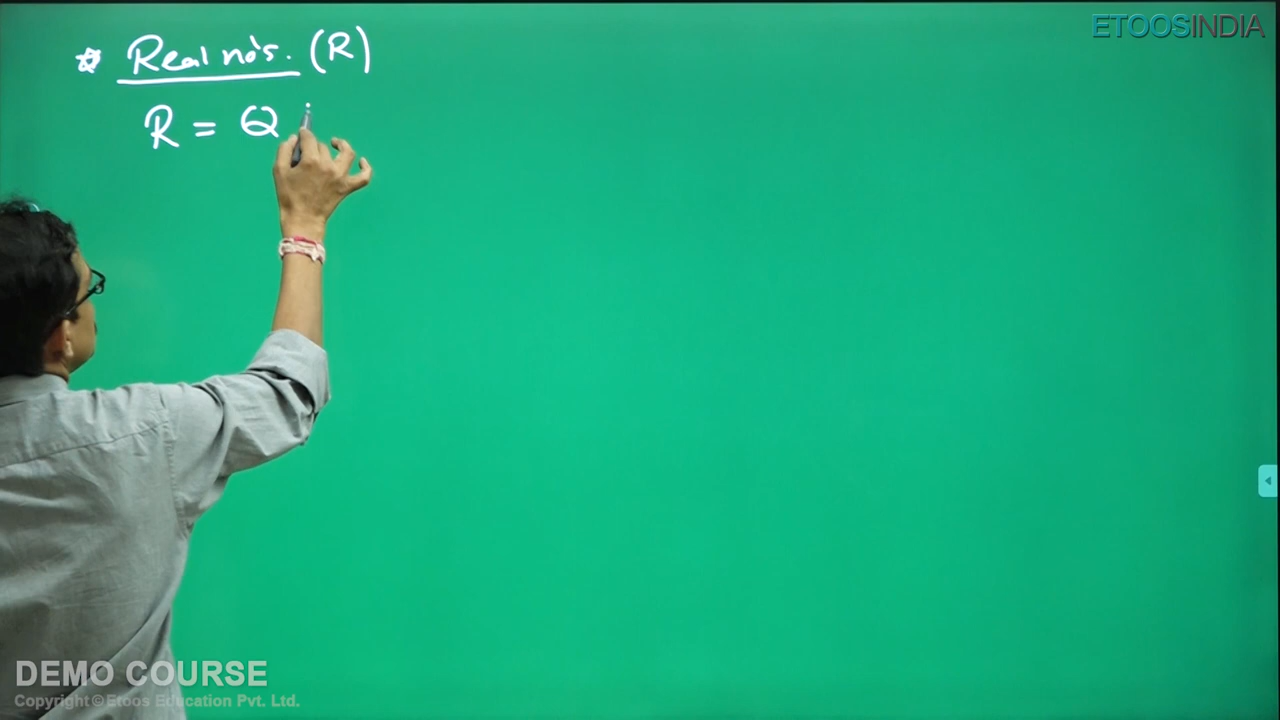 ETOOSINDIA
* Real no's. (R)
R = Q
DEMO COURSE
Copyright © Etoos Education Pvt. Ltd.